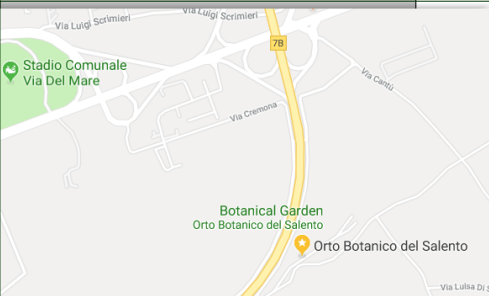 Via Luigi Scrimieri
Via Luigi Scrimieri
7B
Stadio Comunale
Via Del Mare
Via Cantù
Via Cremona
Botanical Garden
Orto Botanico del Salento
Orto Botanico del Salento
Via Luisa Di S